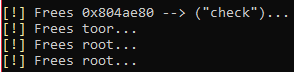 [!] Frees 0x804ae80 --> ("check")...
[!] Frees toor...
[!] Frees root...
[!] Frees root...